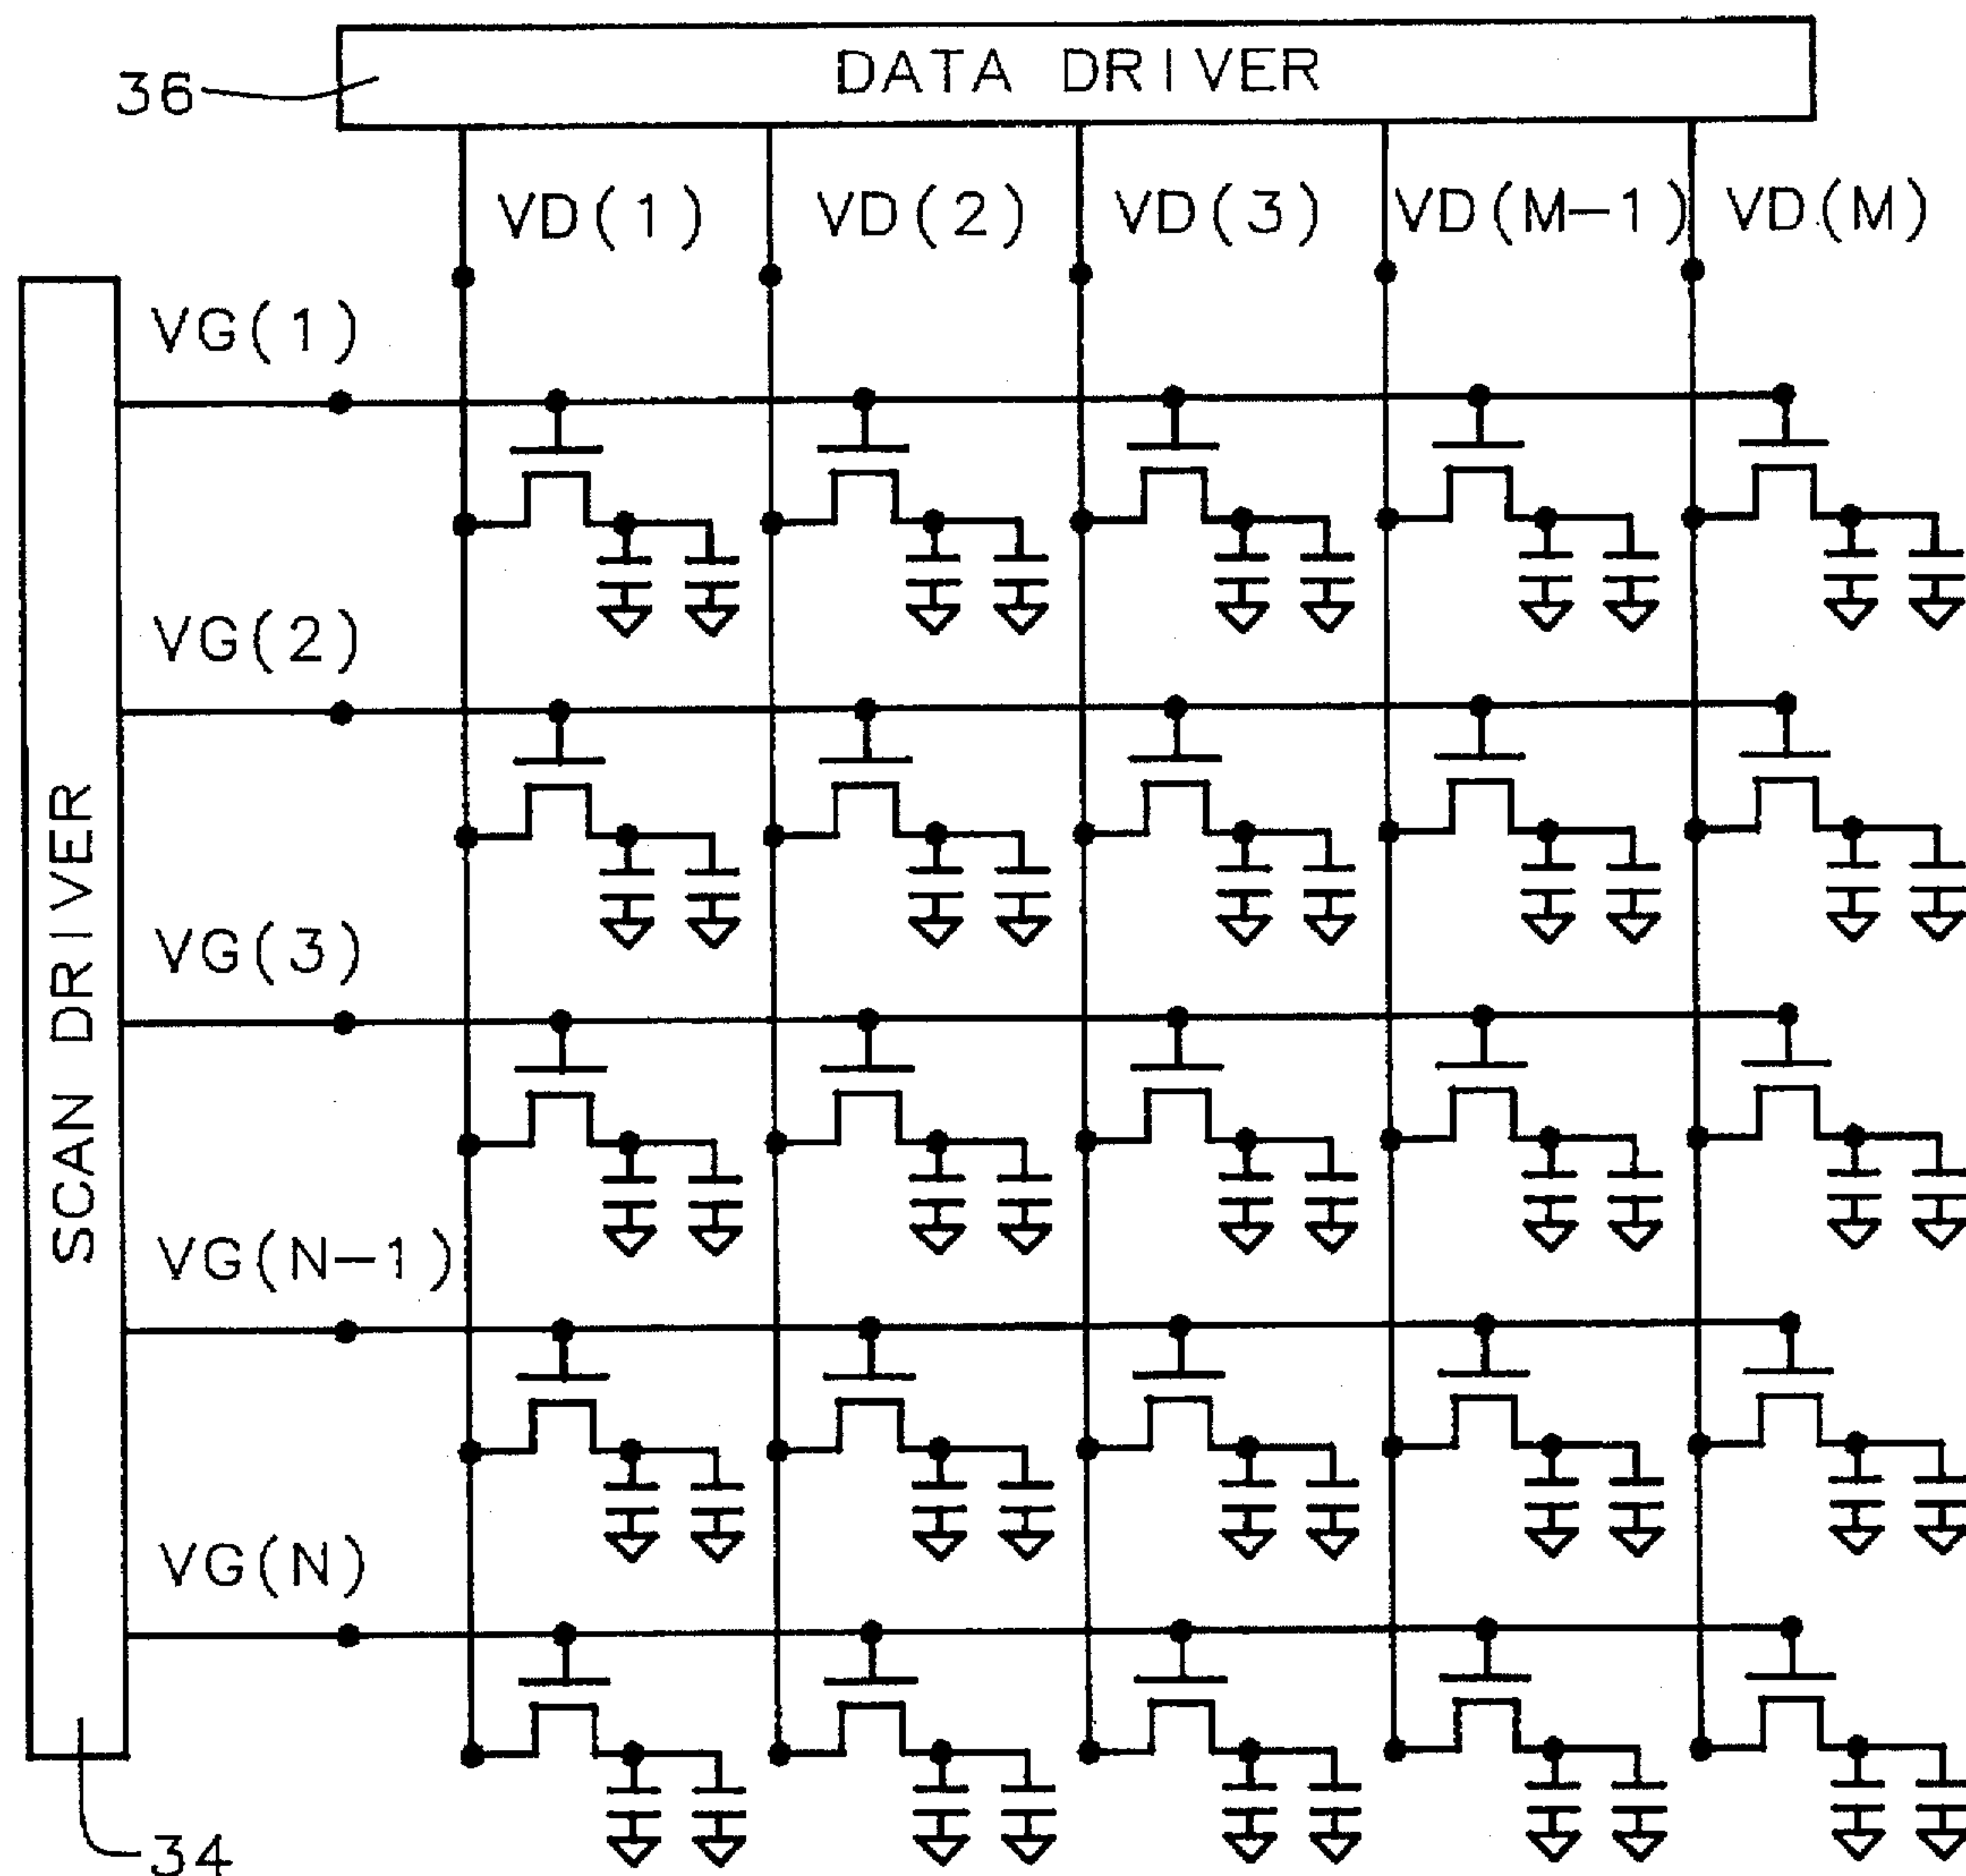 DATA DRIVER
36
VD(1) VD(2) VD(3) VD(M-1) VD(M)
VG(1)
VG(2)
VG(3)
VG(N-1)
VG(N)
SCAN DRIVER
34